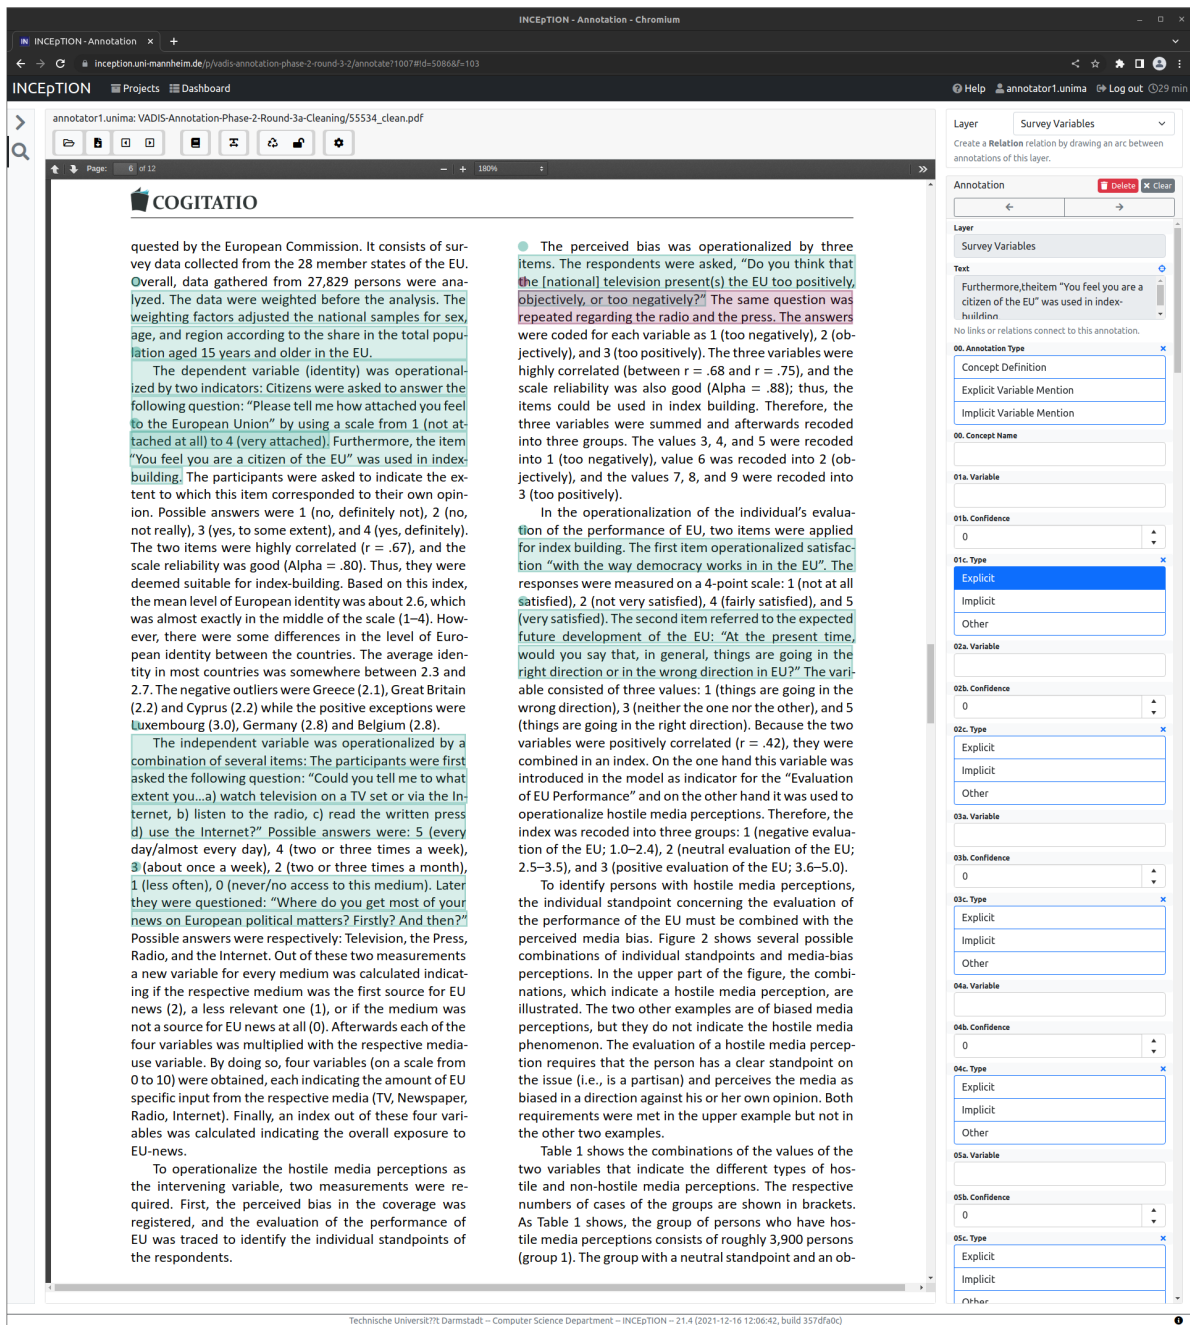 INCEpTION - Annotation - Chromium
INCEpTION - Annotation
inception.uni-mannheim.de/p/vadis-annotation-phase-2-round-3-2/annotate?1007#!d=5086&f=103
INCEpTION Projects Dashboard Help annotator1.unima Log out 29 min
annotator1.unima: VADIS-Annotation-Phase-2-Round-3a-Cleaning/55534_clean.pdf
Page: 6 of 12 180%
COGITATIO
quested by the European Commission. It consists of sur-
vey data collected from the 28 member states of the EU.
Overall, data gathered from 27,829 persons were ana-
lyzed. The data were weighted before the analysis. The
weighting factors adjusted the national samples for sex,
age, and region according to the share in the total popu-
lation aged 15 years and older in the EU.
The dependent variable (identity) was operational-
ized by two indicators: Citizens were asked to answer the
following question: “Please tell me how attached you feel
to the European Union” by using a scale from 1 (not at-
tached at all) to 4 (very attached). Furthermore, the item
“You feel you are a citizen of the EU” was used in index-
building. The participants were asked to indicate the ex-
tent to which this item corresponded to their own opin-
ion. Possible answers were 1 (no, definitely not), 2 (no,
not really), 3 (yes, to some extent), and 4 (yes, definitely).
The two items were highly correlated (r = .67), and the
scale reliability was good (Alpha = .80). Thus, they were
deemed suitable for index-building. Based on this index,
the mean level of European identity was about 2.6, which
was almost exactly in the middle of the scale (1–4). How-
ever, there were some differences in the level of Euro-
pean identity between the countries. The average iden-
tity in most countries was somewhere between 2.3 and
2.7. The negative outliers were Greece (2.1), Great Britain
(2.2) and Cyprus (2.2) while the positive exceptions were
Luxembourg (3.0), Germany (2.8) and Belgium (2.8).
The independent variable was operationalized by a
combination of several items: The participants were first
asked the following question: “Could you tell me to what
extent you...a) watch television on a TV set or via the In-
ternet, b) listen to the radio, c) read the written press
d) use the Internet?” Possible answers were: 5 (every
day/almost every day), 4 (two or three times a week),
3 (about once a week), 2 (two or three times a month),
1 (less often), 0 (never/no access to this medium). Later
they were questioned: “Where do you get most of your
news on European political matters? Firstly? And then?”
Possible answers were respectively: Television, the Press,
Radio, and the Internet. Out of these two measurements
a new variable for every medium was calculated indicat-
ing if the respective medium was the first source for EU
news (2), a less relevant one (1), or if the medium was
not a source for EU news at all (0). Afterwards each of the
four variables was multiplied with the respective media-
use variable. By doing so, four variables (on a scale from
0 to 10) were obtained, each indicating the amount of EU
specific input from the respective media (TV, Newspaper,
Radio, Internet). Finally, an index out of these four vari-
ables was calculated indicating the overall exposure to
EU-news.
To operationalize the hostile media perceptions as
the intervening variable, two measurements were re-
quired. First, the perceived bias in the coverage was
registered, and the evaluation of the performance of
EU was traced to identify the individual standpoints of
the respondents.
The perceived bias was operationalized by three
items. The respondents were asked, “Do you think that
the [national] television present(s) the EU too positively,
objectively, or too negatively?” The same question was
repeated regarding the radio and the press. The answers
were coded for each variable as 1 (too negatively), 2 (ob-
jectively), and 3 (too positively). The three variables were
highly correlated (between r = .68 and r = .75), and the
scale reliability was also good (Alpha = .88); thus, the
items could be used in index building. Therefore, the
three variables were summed and afterwards recoded
into three groups. The values 3, 4, and 5 were recoded
into 1 (too negatively), value 6 was recoded into 2 (ob-
jectively), and the values 7, 8, and 9 were recoded into
3 (too positively).
In the operationalization of the individual’s evalua-
tion of the performance of EU, two items were applied
for index building. The first item operationalized satisfac-
tion “with the way democracy works in in the EU”. The
responses were measured on a 4-point scale: 1 (not at all
satisfied), 2 (not very satisfied), 4 (fairly satisfied), and 5
(very satisfied). The second item referred to the expected
future development of the EU: “At the present time,
would you say that, in general, things are going in the
right direction or in the wrong direction in EU?” The vari-
able consisted of three values: 1 (things are going in the
wrong direction), 3 (neither the one nor the other), and 5
(things are going in the right direction). Because the two
variables were positively correlated (r = .42), they were
combined in an index. On the one hand this variable was
introduced in the model as indicator for the “Evaluation
of EU Performance” and on the other hand it was used to
operationalize hostile media perceptions. Therefore, the
index was recoded into three groups: 1 (negative evalua-
tion of the EU; 1.0–2.4), 2 (neutral evaluation of the EU;
2.5–3.5), and 3 (positive evaluation of the EU; 3.6–5.0).
To identify persons with hostile media perceptions,
the individual standpoint concerning the evaluation of
the performance of the EU must be combined with the
perceived media bias. Figure 2 shows several possible
combinations of individual standpoints and media-bias
perceptions. In the upper part of the figure, the combi-
nations, which indicate a hostile media perception, are
illustrated. The two other examples are of biased media
perceptions, but they do not indicate the hostile media
phenomenon. The evaluation of a hostile media percep-
tion requires that the person has a clear standpoint on
the issue (i.e., is a partisan) and perceives the media as
biased in a direction against his or her own opinion. Both
requirements were met in the upper example but not in
the other two examples.
Table 1 shows the combinations of the values of the
two variables that indicate the different types of hos-
tile and non-hostile media perceptions. The respective
numbers of cases of the groups are shown in brackets.
As Table 1 shows, the group of persons who have hos-
tile media perceptions consists of roughly 3,900 persons
(group 1). The group with a neutral standpoint and an ob-
Layer Survey Variables
Create a Relation relation by drawing an arc between
annotations of this layer.
Annotation Delete Clear
Layer
Survey Variables
Text
Furthermore,theitem “You feel you are a
citizen of the EU” was used in index-
building
No links or relations connect to this annotation.
00. Annotation Type
Concept Definition
Explicit Variable Mention
Implicit Variable Mention
00. Concept Name
01a. Variable
01b. Confidence
0
01c. Type
Explicit
Implicit
Other
02a. Variable
02b. Confidence
0
02c. Type
Explicit
Implicit
Other
03a. Variable
03b. Confidence
0
03c. Type
Explicit
Implicit
Other
04a. Variable
04b. Confidence
0
04c. Type
Explicit
Implicit
Other
05a. Variable
05b. Confidence
0
05c. Type
Explicit
Implicit
Other
Technische Universit??t Darmstadt -- Computer Science Department -- INCEpTION -- 21.4 (2021-12-16 12:06:42, build 357dfa0c)